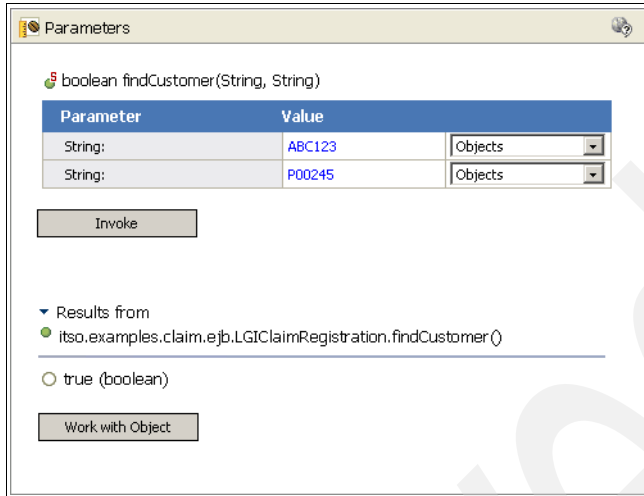 Parameters
S boolean findCustomer(String, String)
Parameter Value
String: ABC123 Objects
String: P00245 Objects
Invoke
Results from
itso.examples.claim.ejb.LGIClaimRegistration.findCustomer()
true (boolean)
Work with Object